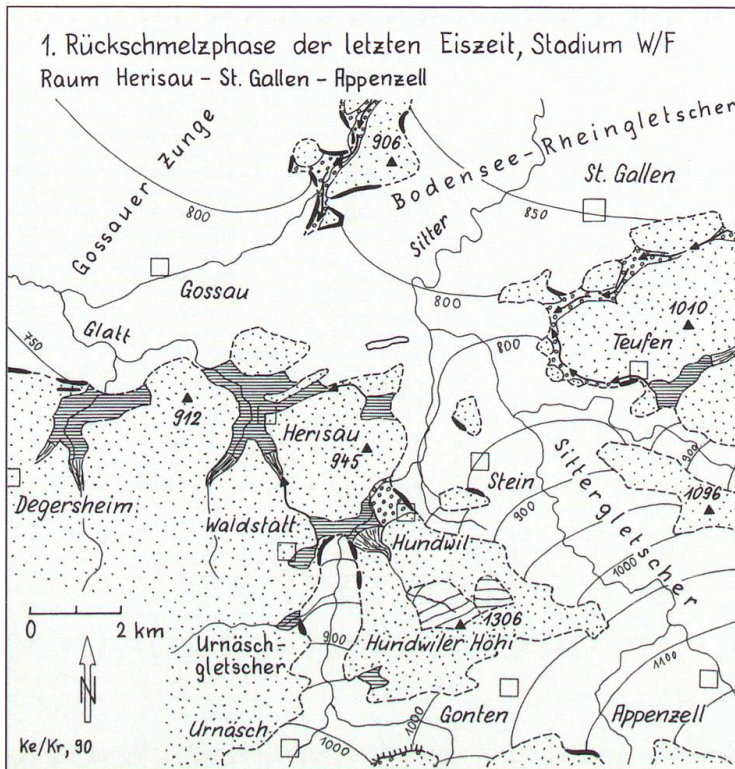 1. Rückschmelzphase der letzten Eiszeit, Stadium W/F
Raum Herisau – St. Gallen – Appenzell
Gossauer Zunge
906
Bodensee-Rheingletscher
St. Gallen
800
850
Sitter
Gossau
800
1010
Glatt
750
800
Teufen
912
Herisau
945
900
Stein
Degersheim
Sittergletscher
1096
Waldstatt
900
Hundwil
1000
0 2 km
1306
Urnäsch-
gletscher
900
Hundwiler Höhi
1100
N
Gonten
Appenzell
Urnäsch
1000
1000
Ke/Kr, 90